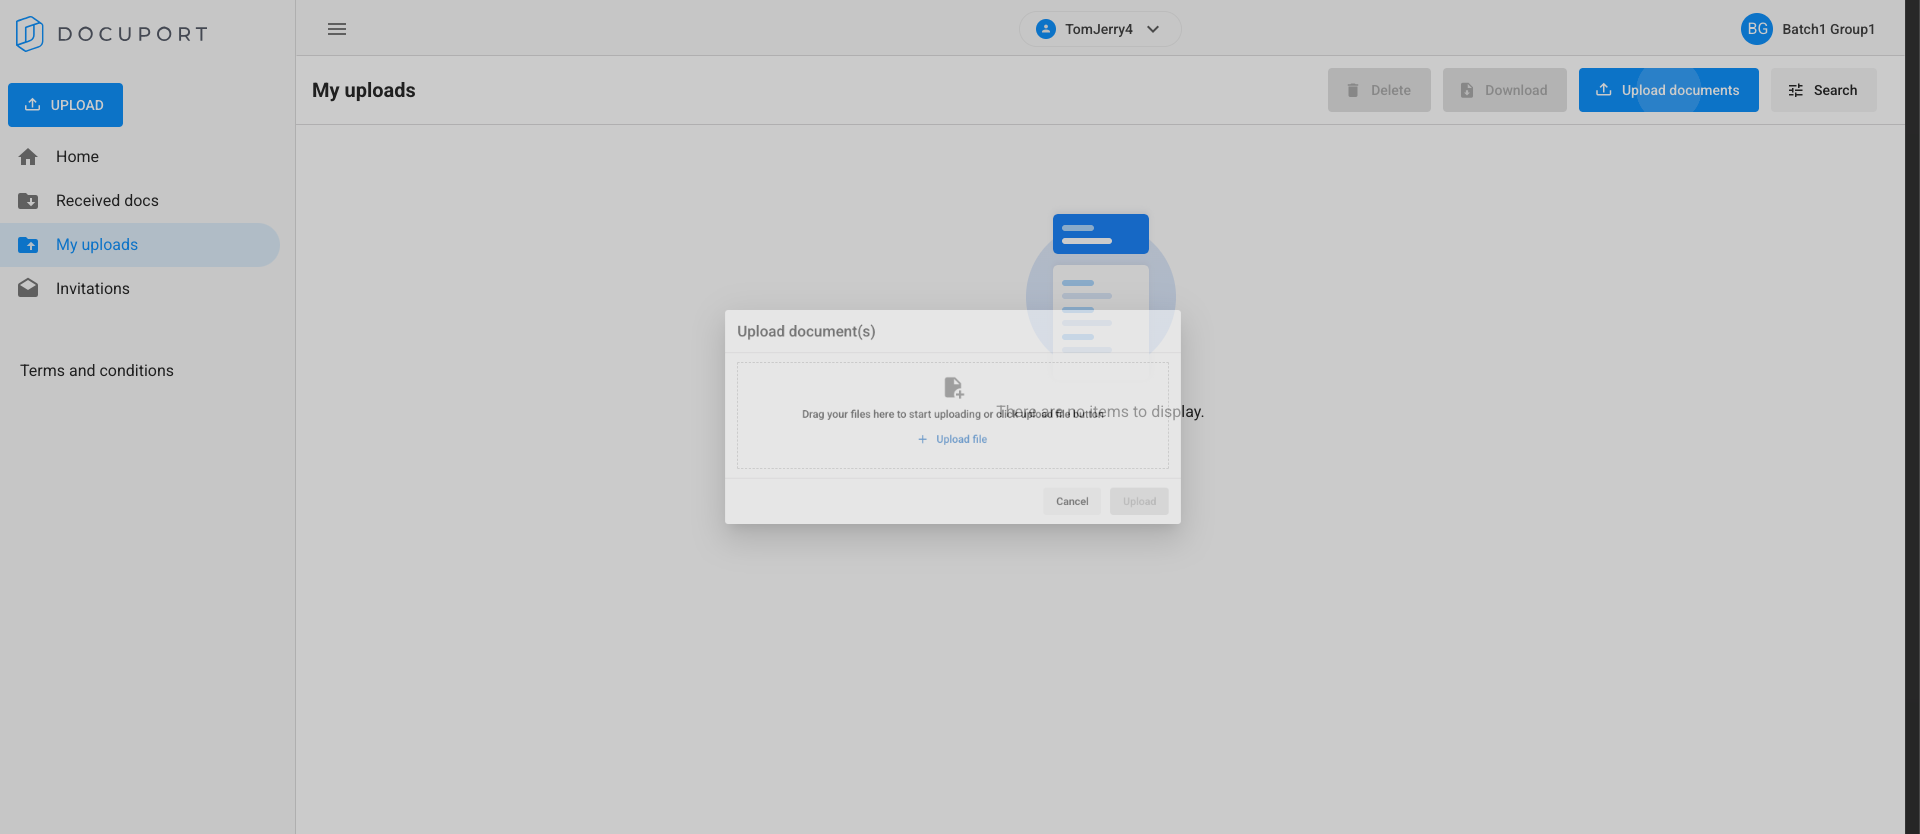 DOCUPORT
TomJerry4
BG Batch1 Group1
UPLOAD
My uploads
Delete
Download
Upload documents
Search
Home
Received docs
My uploads
Invitations
Terms and conditions
Upload document(s)
Drag your files here to start uploading or click upload file button
There are no items to display.
Upload file
Cancel
Upload